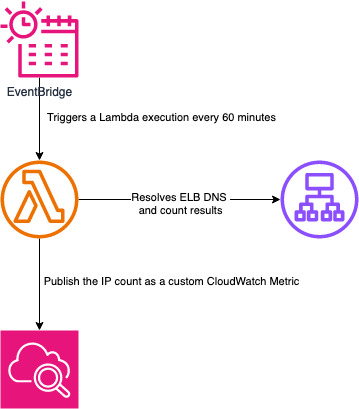 EventBridge
Triggers a Lambda execution every 60 minutes
Resolves ELB DNS
and count results
Publish the IP count as a custom CloudWatch Metric